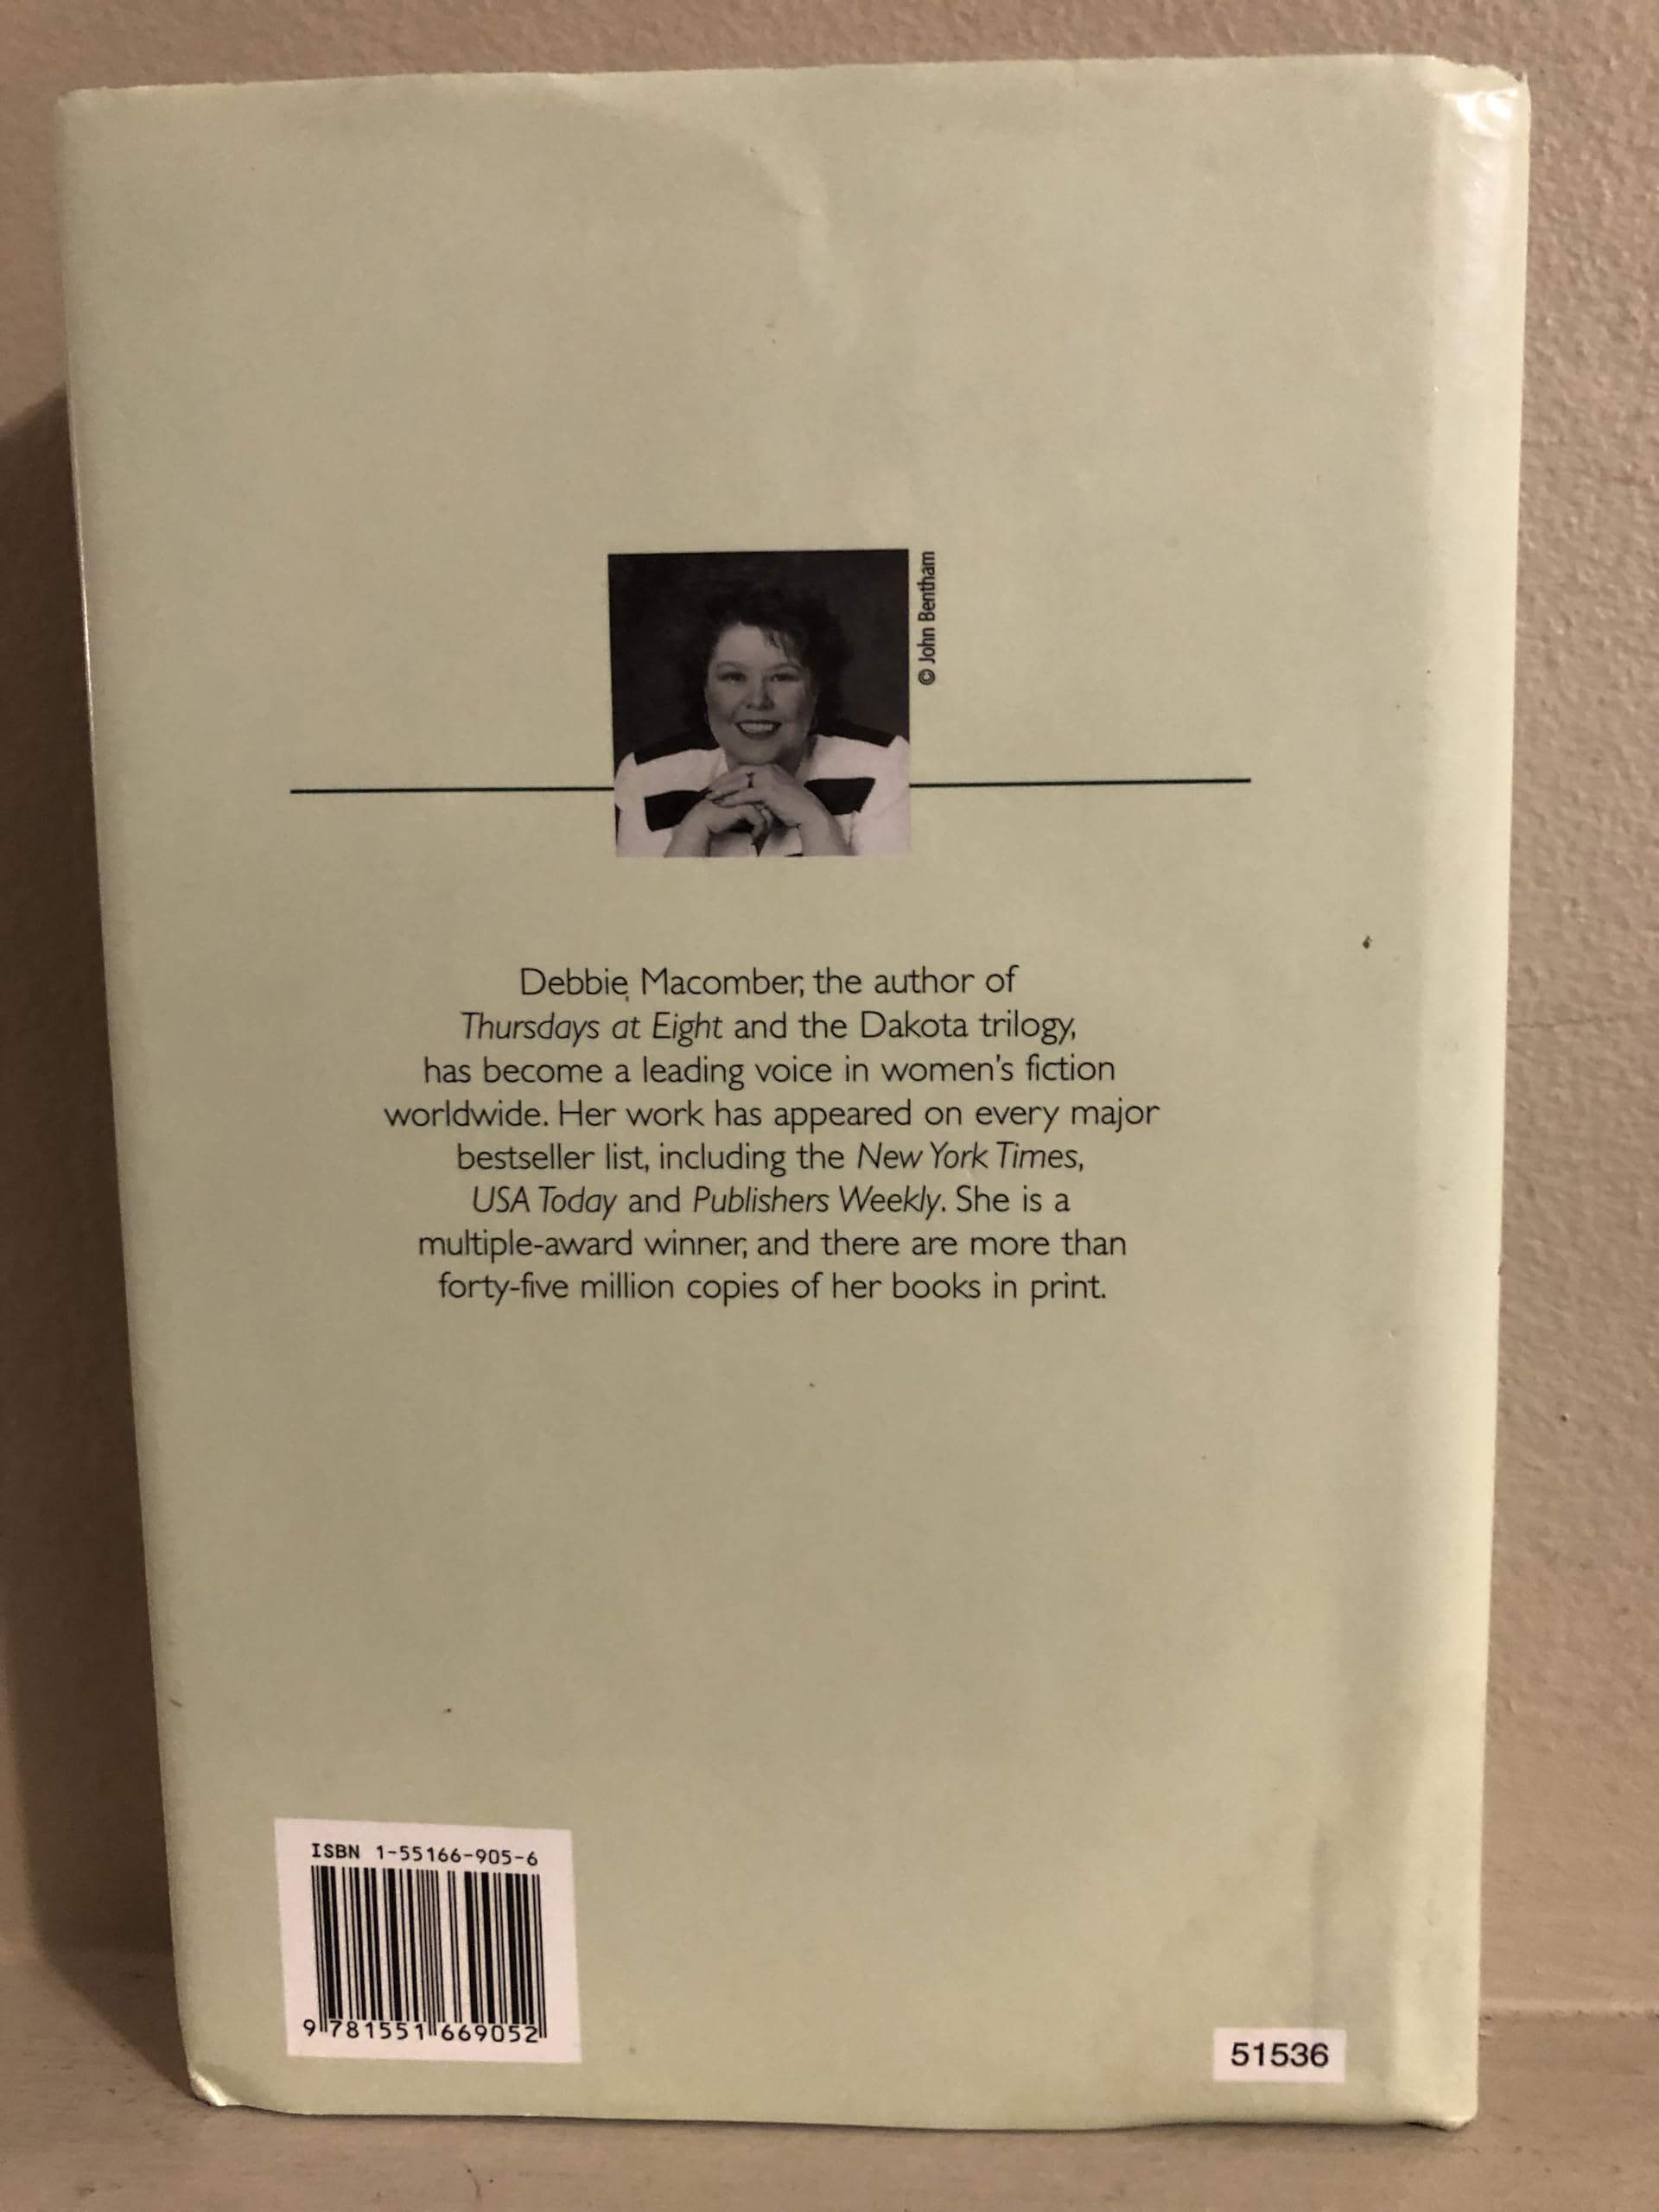 © John Bentham
Debbie Macomber, the author of
Thursdays at Eight and the Dakota trilogy,
has become a leading voice in women's fiction
worldwide. Her work has appeared on every major
bestseller list, including the New York Times,
USA Today and Publishers Weekly. She is a
multiple-award winner, and there are more than
forty-five million copies of her books in print.
ISBN 1-55166-905-6
9 781551 669052
51536